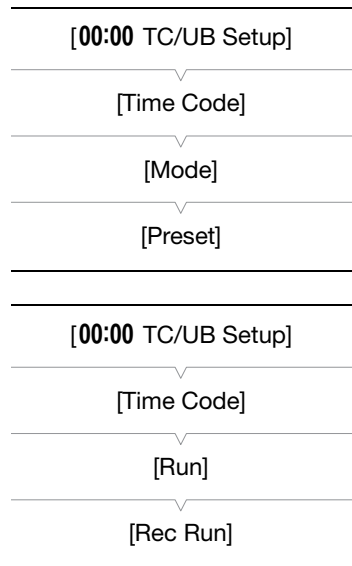 [00:00 TC/UB Setup]
[Time Code]
[Mode]
[Preset]
[00:00 TC/UB Setup]
[Time Code]
[Run]
[Rec Run]